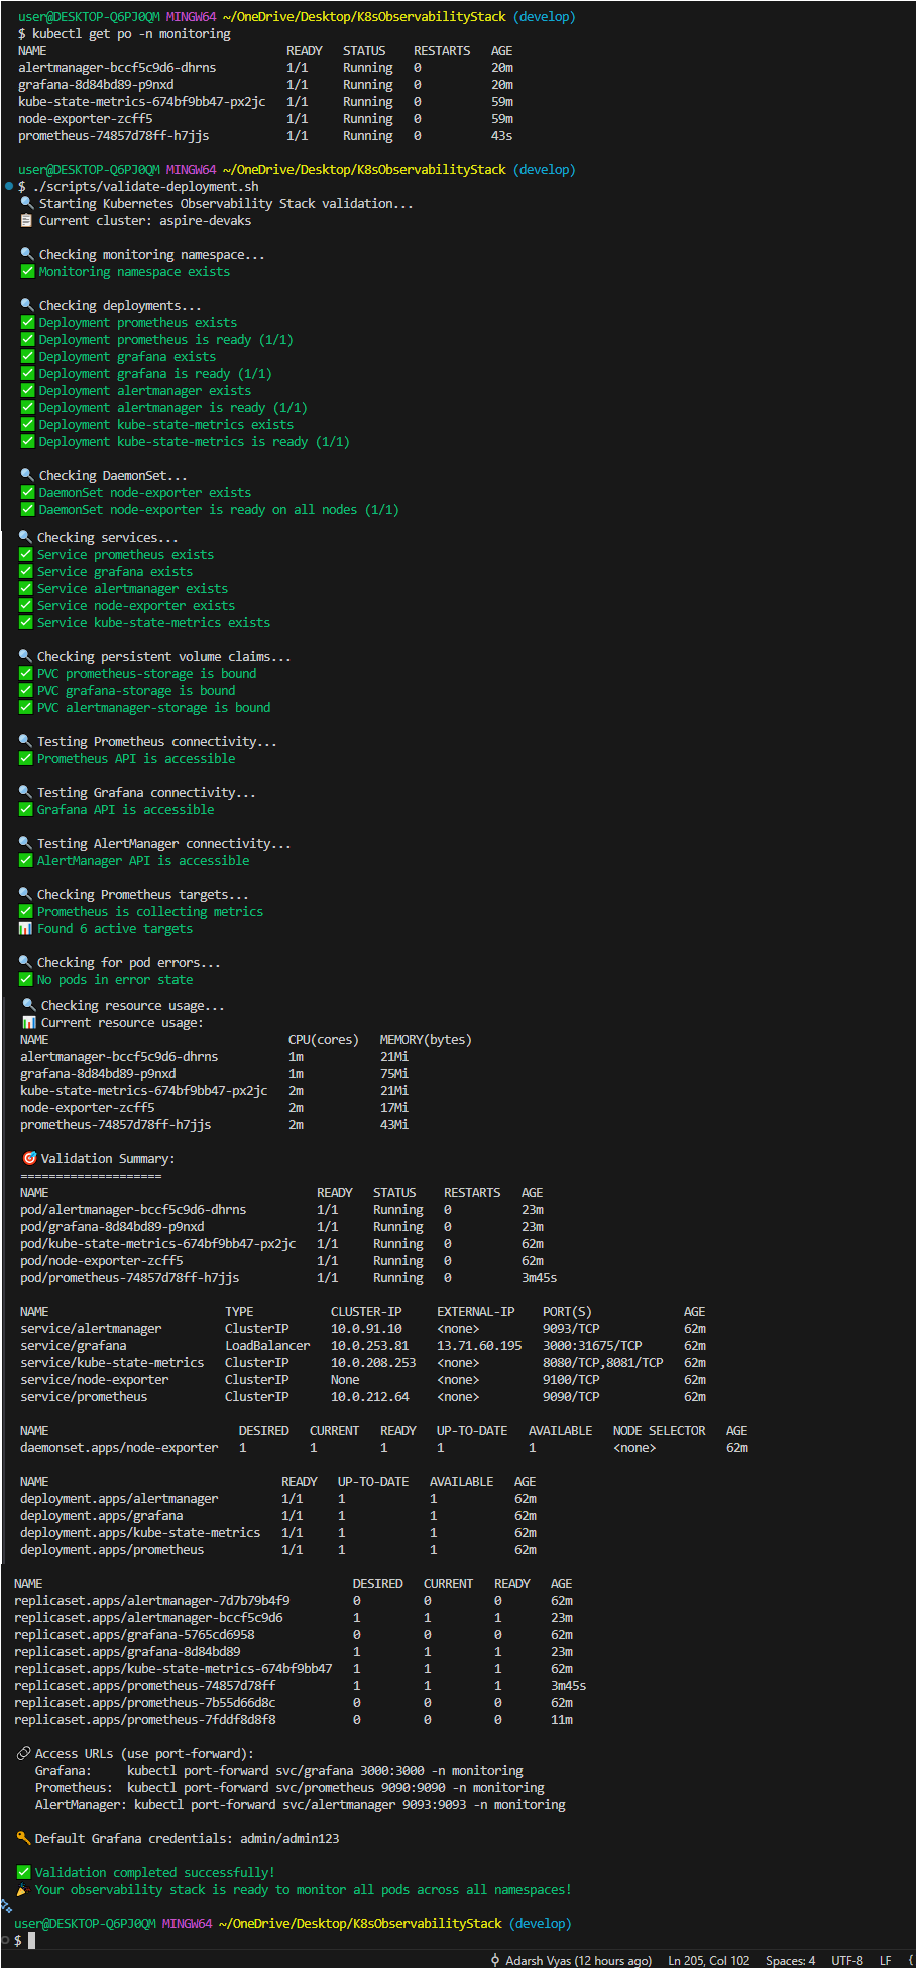 user@DESKTOP-Q6PJ0QM MINGW64 ~/OneDrive/Desktop/K8sObservabilityStack (develop)
$ kubectl get po -n monitoring
NAME READY STATUS RESTARTS AGE
alertmanager-bccf5c9d6-dhrns 1/1 Running 0 20m
grafana-8d84bd89-p9nxd 1/1 Running 0 20m
kube-state-metrics-674bf9bb47-px2jc 1/1 Running 0 59m
node-exporter-zcff5 1/1 Running 0 59m
prometheus-74857d78ff-h7jjs 1/1 Running 0 43s
user@DESKTOP-Q6PJ0QM MINGW64 ~/OneDrive/Desktop/K8sObservabilityStack (develop)
$ ./scripts/validate-deployment.sh
🔍 Starting Kubernetes Observability Stack validation...
📋 Current cluster: aspire-devaks
🔍 Checking monitoring namespace...
✅ Monitoring namespace exists
🔍 Checking deployments...
✅ Deployment prometheus exists
✅ Deployment prometheus is ready (1/1)
✅ Deployment grafana exists
✅ Deployment grafana is ready (1/1)
✅ Deployment alertmanager exists
✅ Deployment alertmanager is ready (1/1)
✅ Deployment kube-state-metrics exists
✅ Deployment kube-state-metrics is ready (1/1)
🔍 Checking DaemonSet...
✅ DaemonSet node-exporter exists
✅ DaemonSet node-exporter is ready on all nodes (1/1)
🔍 Checking services...
✅ Service prometheus exists
✅ Service grafana exists
✅ Service alertmanager exists
✅ Service node-exporter exists
✅ Service kube-state-metrics exists
🔍 Checking persistent volume claims...
✅ PVC prometheus-storage is bound
✅ PVC grafana-storage is bound
✅ PVC alertmanager-storage is bound
🔍 Testing Prometheus connectivity...
✅ Prometheus API is accessible
🔍 Testing Grafana connectivity...
✅ Grafana API is accessible
🔍 Testing AlertManager connectivity...
✅ AlertManager API is accessible
🔍 Checking Prometheus targets...
✅ Prometheus is collecting metrics
📊 Found 6 active targets
🔍 Checking for pod errors...
✅ No pods in error state
🔍 Checking resource usage...
📊 Current resource usage:
NAME CPU(cores) MEMORY(bytes)
alertmanager-bccf5c9d6-dhrns 1m 21Mi
grafana-8d84bd89-p9nxd 1m 75Mi
kube-state-metrics-674bf9bb47-px2jc 2m 21Mi
node-exporter-zcff5 2m 17Mi
prometheus-74857d78ff-h7jjs 2m 43Mi
🎯 Validation Summary:
====================
NAME READY STATUS RESTARTS AGE
pod/alertmanager-bccf5c9d6-dhrns 1/1 Running 0 23m
pod/grafana-8d84bd89-p9nxd 1/1 Running 0 23m
pod/kube-state-metrics-674bf9bb47-px2jc 1/1 Running 0 62m
pod/node-exporter-zcff5 1/1 Running 0 62m
pod/prometheus-74857d78ff-h7jjs 1/1 Running 0 3m45s
NAME TYPE CLUSTER-IP EXTERNAL-IP PORT(S) AGE
service/alertmanager ClusterIP 10.0.91.10 <none> 9093/TCP 62m
service/grafana LoadBalancer 10.0.253.81 13.71.60.195 3000:31675/TCP 62m
service/kube-state-metrics ClusterIP 10.0.208.253 <none> 8080/TCP,8081/TCP 62m
service/node-exporter ClusterIP None <none> 9100/TCP 62m
service/prometheus ClusterIP 10.0.212.64 <none> 9090/TCP 62m
NAME DESIRED CURRENT READY UP-TO-DATE AVAILABLE NODE SELECTOR AGE
daemonset.apps/node-exporter 1 1 1 1 1 <none> 62m
NAME READY UP-TO-DATE AVAILABLE AGE
deployment.apps/alertmanager 1/1 1 1 62m
deployment.apps/grafana 1/1 1 1 62m
deployment.apps/kube-state-metrics 1/1 1 1 62m
deployment.apps/prometheus 1/1 1 1 62m
NAME DESIRED CURRENT READY AGE
replicaset.apps/alertmanager-7d7b79b4f9 0 0 0 62m
replicaset.apps/alertmanager-bccf5c9d6 1 1 1 23m
replicaset.apps/grafana-5765cd6958 0 0 0 62m
replicaset.apps/grafana-8d84bd89 1 1 1 23m
replicaset.apps/kube-state-metrics-674bf9bb47 1 1 1 62m
replicaset.apps/prometheus-74857d78ff 1 1 1 3m45s
replicaset.apps/prometheus-7b55d66d8c 0 0 0 62m
replicaset.apps/prometheus-7fddf8d8f8 0 0 0 11m
🔗 Access URLs (use port-forward):
Grafana: kubectl port-forward svc/grafana 3000:3000 -n monitoring
Prometheus: kubectl port-forward svc/prometheus 9090:9090 -n monitoring
AlertManager: kubectl port-forward svc/alertmanager 9093:9093 -n monitoring
🔑 Default Grafana credentials: admin/admin123
✅ Validation completed successfully!
🎉 Your observability stack is ready to monitor all pods across all namespaces!
user@DESKTOP-Q6PJ0QM MINGW64 ~/OneDrive/Desktop/K8sObservabilityStack (develop)
$
Adarsh Vyas (12 hours ago) Ln 205, Col 102 Spaces: 4 UTF-8 LF {